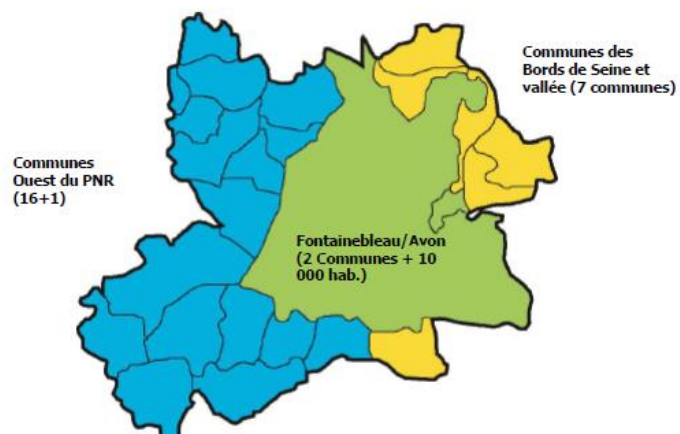 Communes des
Bords de Seine et
vallée (7 communes)
Communes
Ouest du PNR
(16+1)
Fontainebleau/Avon
(2 Communes + 10
000 hab.)